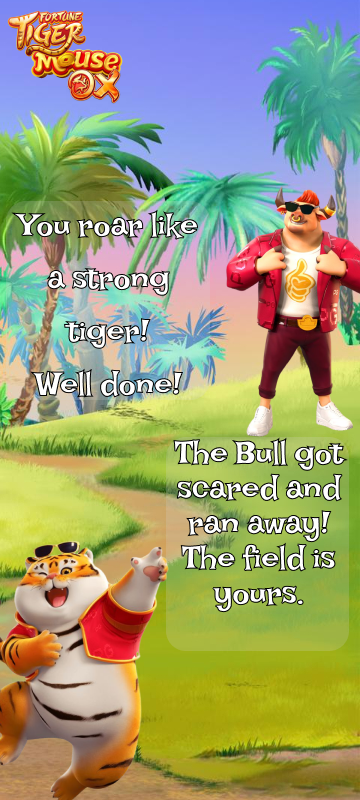 FORTUNE
TIGER
Mouse
OX
You roar like
a strong
tiger!
Well done!
The Bull got
scared and
ran away!
The field is
yours.